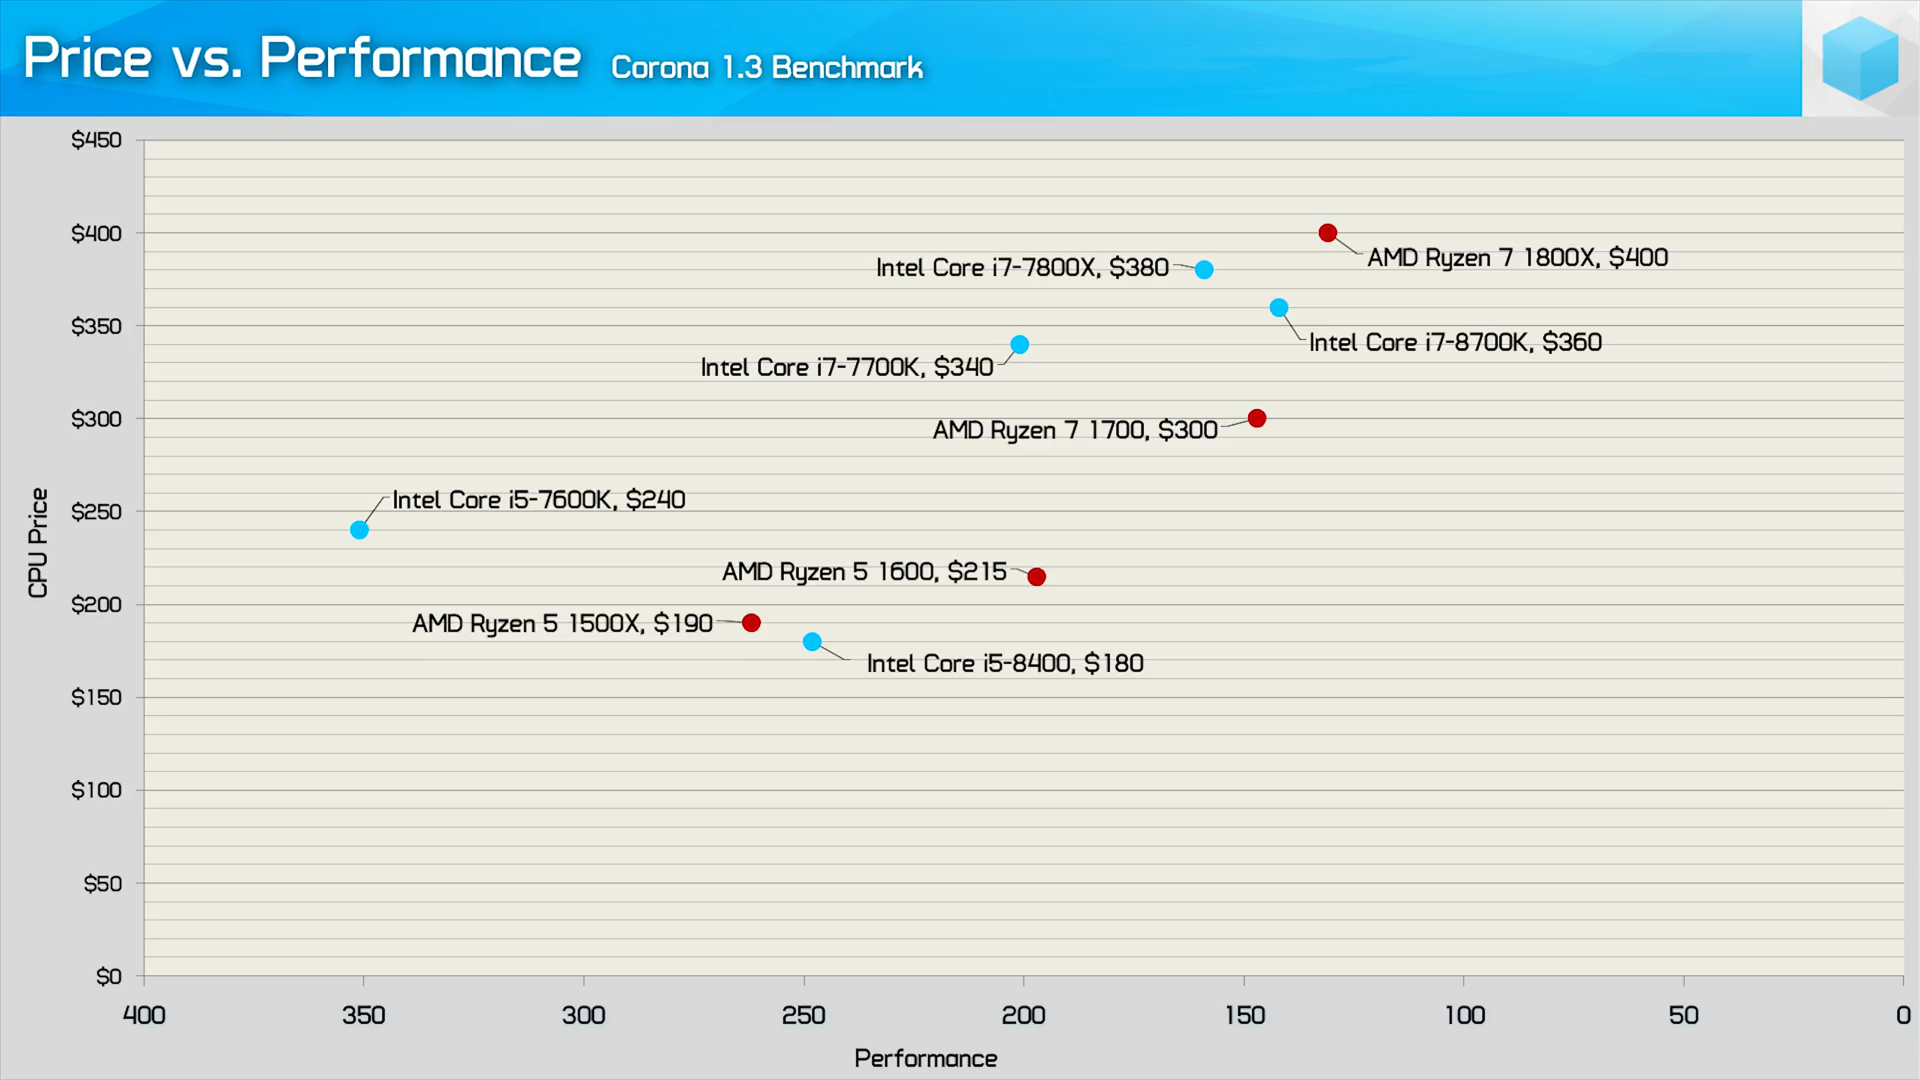 Price vs. Performance Corona 1.3 Benchmark
$450
$400
AMD Ryzen 7 1800X, $400
Intel Core i7-7800X, $380
$350
Intel Core i7-8700K, $360
Intel Core i7-7700K, $340
$300
AMD Ryzen 7 1700, $300
Intel Core i5-7600K, $240
$250
CPU Price
AMD Ryzen 5 1600, $215
$200
AMD Ryzen 5 1500X, $190
Intel Core i5-8400, $180
$150
$100
$50
$0
400 350 300 250 200 150 100 50 0
Performance